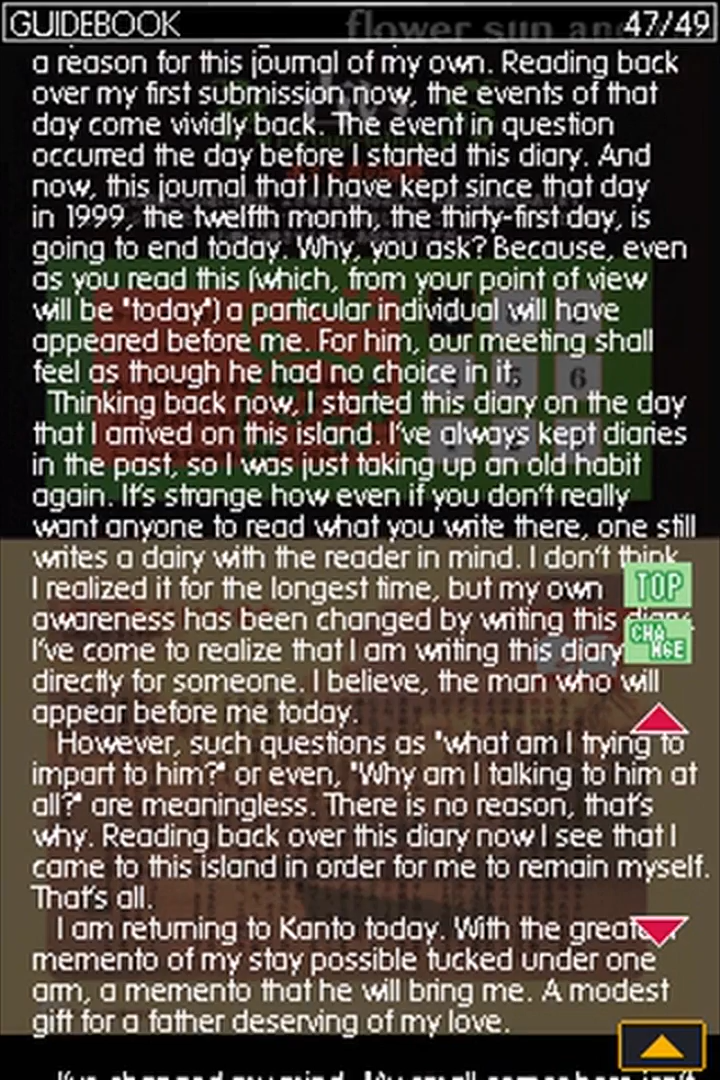 GUIDEBOOK
flower sun an
47/49
a reason for this journal of my own. Reading back
over my first submission now, the events of that
day come vividly back. The event in question
occurred the day before I started this diary. And
now, this journal that I have kept since that day
in 1999, the twelfth month, the thirty-first day, is
going to end today. Why, you ask? Because, even
as you read this (which, from your point of view
will be "today") a particular individual will have
appeared before me. For him, our meeting shall
feel as though he had no choice in it.
6
Thinking back now, I started this diary on the day
that I arrived on this island. I've always kept diaries
in the past, so I was just taking up an old habit
again. It's strange how even if you don't really
want anyone to read what you write there, one still
writes a dairy with the reader in mind. I don't think
I realized it for the longest time, but my own
TOP
awareness has been changed by writing this
CHANGE
I've come to realize that I am writing this diary
directly for someone. I believe, the man who will
appear before me today.
However, such questions as "what am I trying to
impart to him?" or even, "Why am I talking to him at
all?" are meaningless. There is no reason, that's
why. Reading back over this diary now I see that I
came to this island in order for me to remain myself.
That's all.
I am returning to Kanto today. With the
memento of my stay possible tucked under one
arm, a memento that he will bring me. A modest
gift for a father deserving of my love.